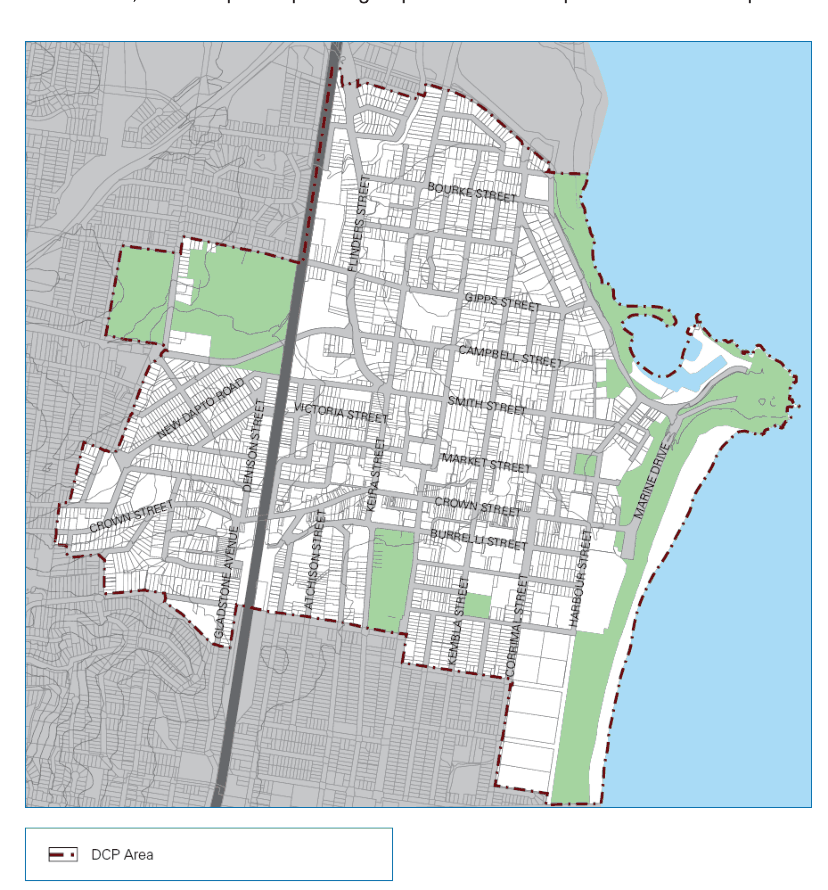 BOURKE STREET
FLINDERS STREET
GIPPS STREET
CAMPBELL STREET
NEW DAPTO ROAD
VICTORIA STREET
SMITH STREET
DENISON STREET
MARKET STREET
KEIRA STREET
MARINE DRIVE
CROWN STREET
CROWN STREET
BURRELLI STREET
ATCHISON STREET
GLADSTONE AVENUE
HARBOUR STREET
KEMBLA STREET
CORRIMAL STREET
DCP Area